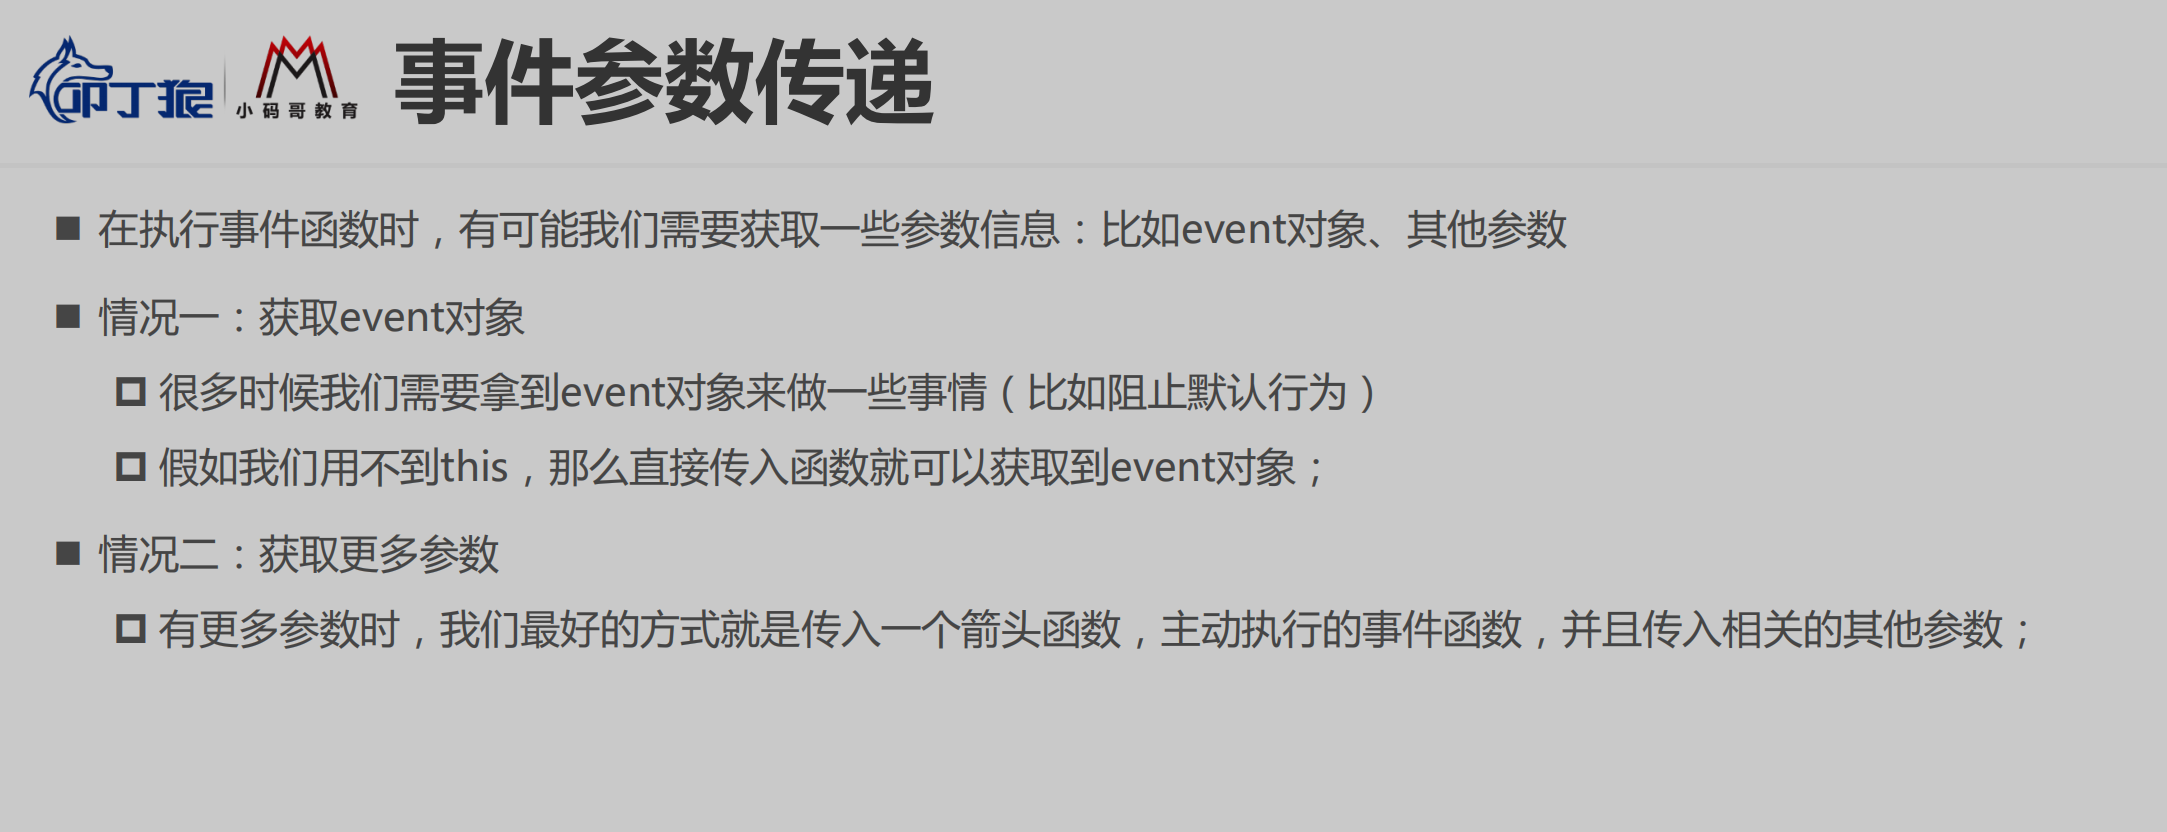 叩丁狼
小码哥教育
事件参数传递
在执行事件函数时，有可能我们需要获取一些参数信息：比如event对象、其他参数
情况一：获取event对象
很多时候我们需要拿到event对象来做一些事情（比如阻止默认行为）
假如我们用不到this，那么直接传入函数就可以获取到event对象；
情况二：获取更多参数
有更多参数时，我们最好的方式就是传入一个箭头函数，主动执行的事件函数，并且传入相关的其他参数；